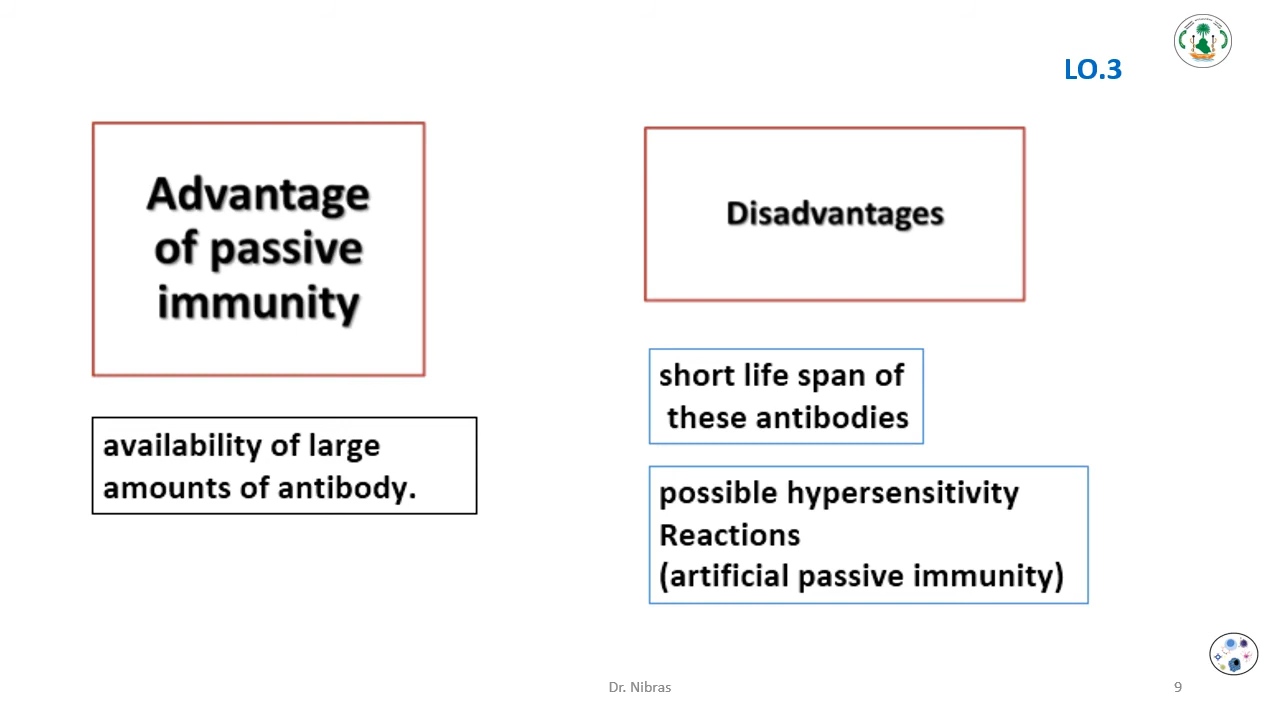 LO.3
Advantage
of passive
immunity
availability of large
amounts of antibody.
Disadvantages
short life span of
these antibodies
possible hypersensitivity
Reactions
(artificial passive immunity)
Dr. Nibras
9